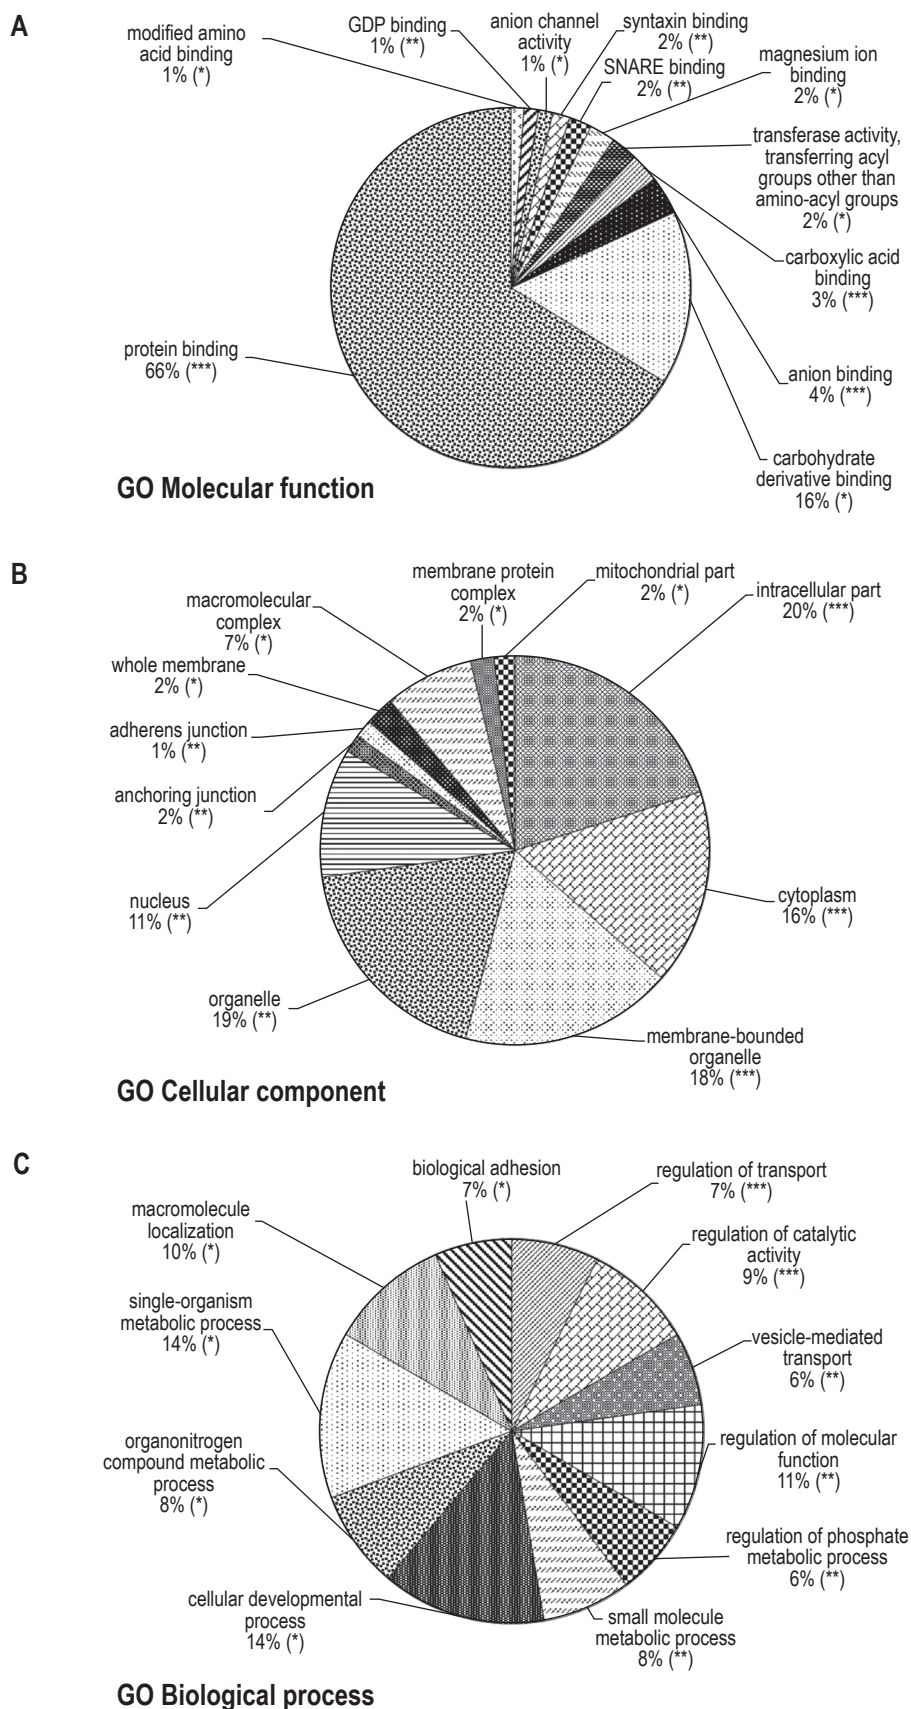 A
modified amino
acid binding
1% (*)
GDP binding
1% (**)
anion channel
activity
1% (*)
syntaxin binding
2% (**)
SNARE binding
2% (**)
magnesium ion
binding
2% (*)
transferase activity,
transferring acyl
groups other than
amino-acyl groups
2% (*)
carboxylic acid
binding
3% (***)
anion binding
4% (***)
carbohydrate
derivative binding
16% (*)
protein binding
66% (***)
GO Molecular function
B
membrane protein
complex
2% (*)
mitochondrial part
2% (*)
intracellular part
20% (***)
macromolecular
complex
7% (*)
whole membrane
2% (*)
adherens junction
1% (**)
anchoring junction
2% (**)
nucleus
11% (**)
organelle
19% (**)
cytoplasm
16% (***)
membrane-bounded
organelle
18% (***)
GO Cellular component
C
biological adhesion
7% (*)
regulation of transport
7% (***)
macromolecule
localization
10% (*)
regulation of catalytic
activity
9% (***)
single-organism
metabolic process
14% (*)
vesicle-mediated
transport
6% (**)
organonitrogen
compound metabolic
process
8% (*)
regulation of molecular
function
11% (**)
regulation of phosphate
metabolic process
6% (**)
cellular developmental
process
14% (*)
small molecule
metabolic process
8% (**)
GO Biological process